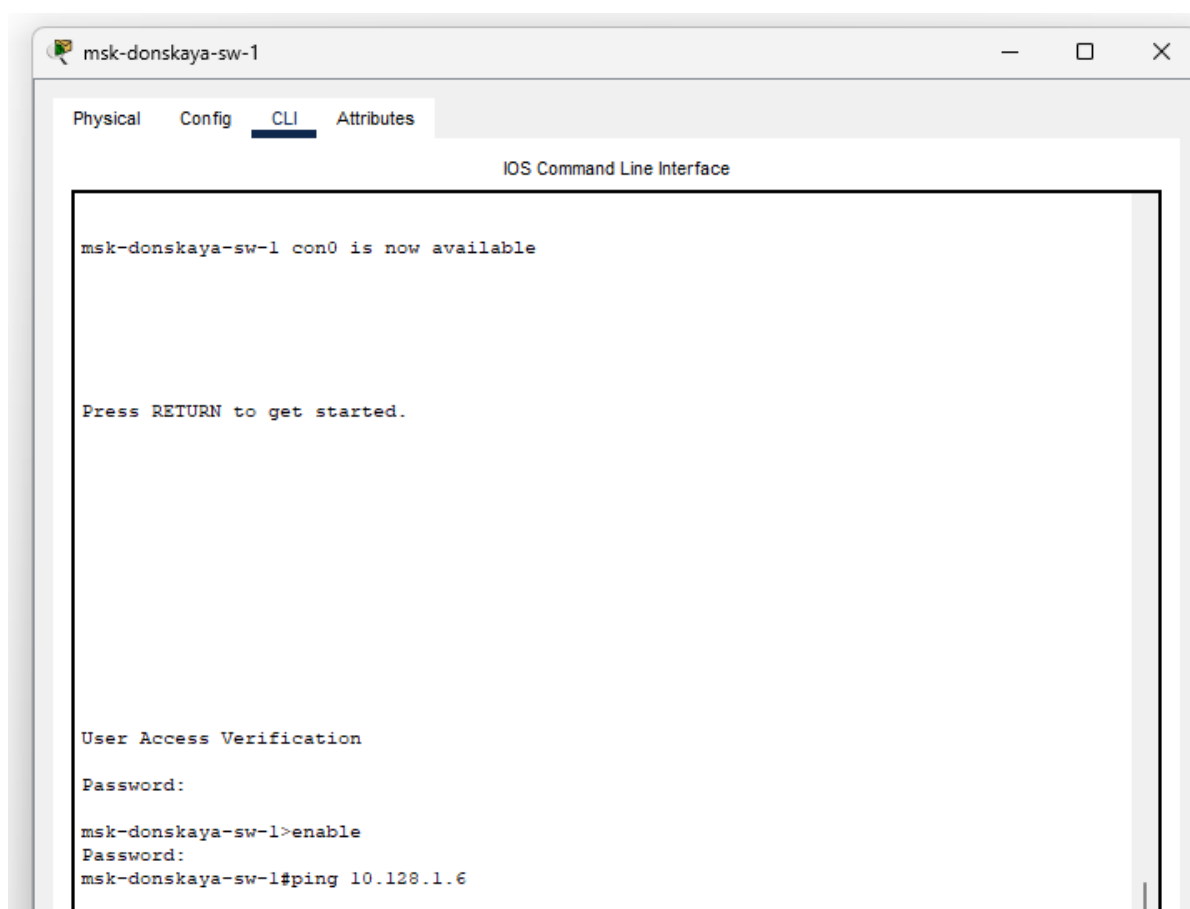 msk-donskaya-sw-1
Physical Config CLI Attributes
IOS Command Line Interface
msk-donskaya-sw-1 con0 is now available
Press RETURN to get started.
User Access Verification
Password:
msk-donskaya-sw-1>enable
Password:
msk-donskaya-sw-1#ping 10.128.1.6